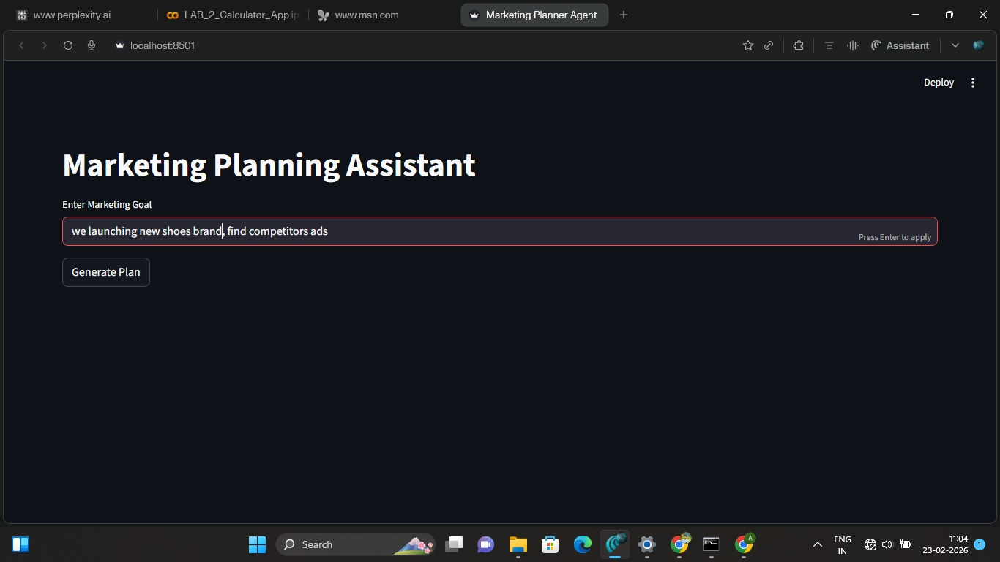 www.perplexity.ai
LAB_2_Calculator_App.ip
www.msn.com
Marketing Planner Agent
localhost:8501
Assistant
Deploy
Marketing Planning Assistant
Enter Marketing Goal
we launching new shoes brand, find competitors ads
Press Enter to apply
Generate Plan
Search
ENG
IN
11:04
23-02-2026
1
A